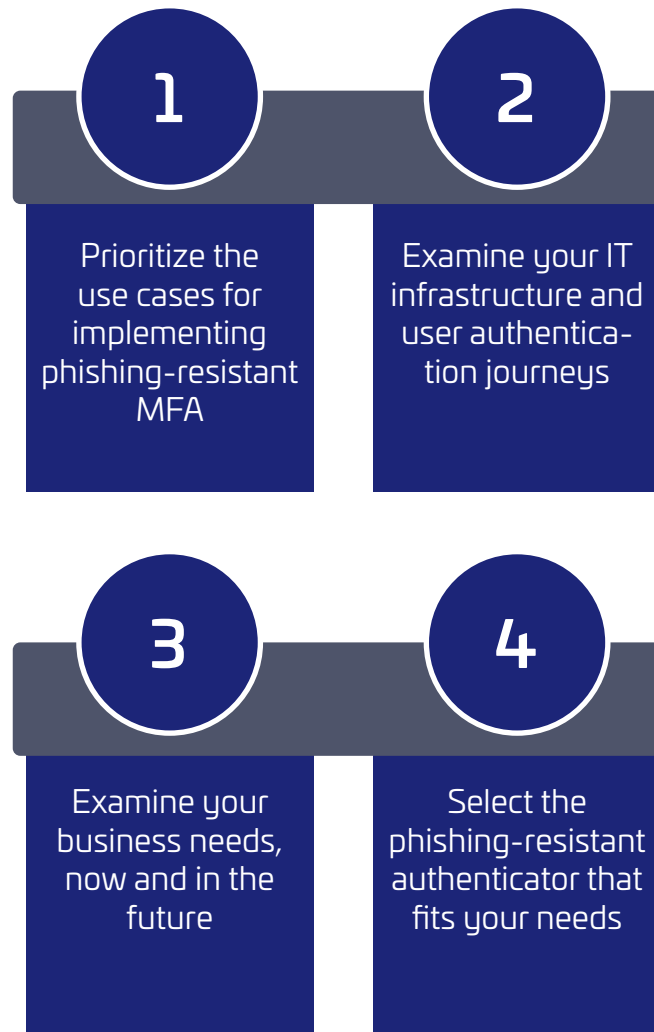 1
Prioritize the
use cases for
implementing
phishing-resistant
MFA
2
Examine your IT
infrastructure and
user authentica-
tion journeys
3
Examine your
business needs,
now and in the
future
4
Select the
phishing-resistant
authenticator that
fits your needs